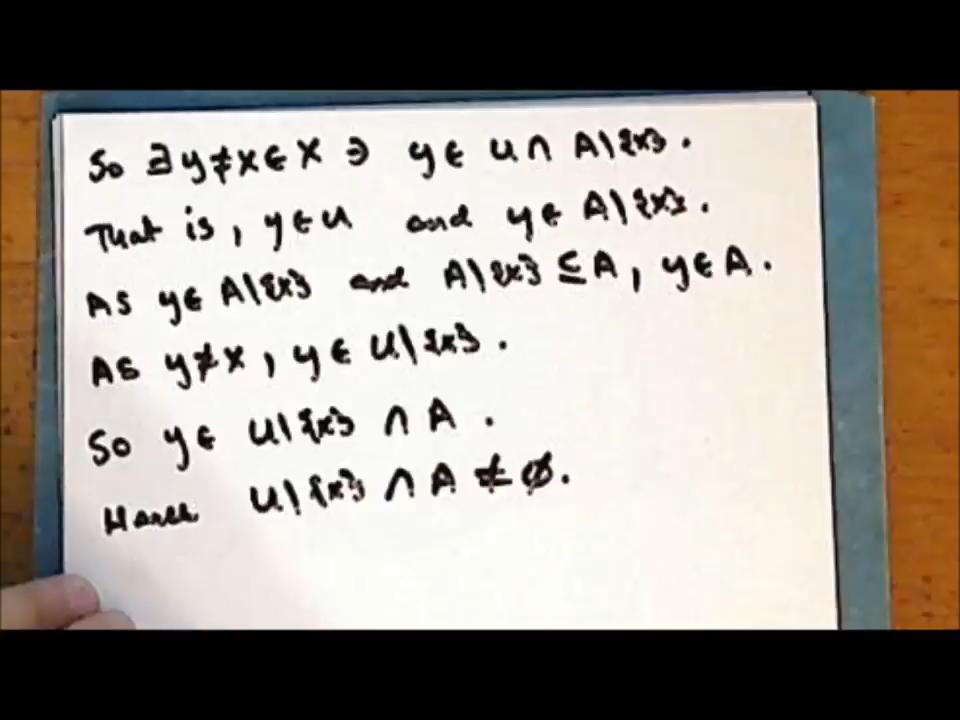 So ∃ y≠x∈X ∋ y∈ U∩ A\{x}.
That is, y∈U and y∈ A\{x}.
As y∈ A\{x} and A\{x} ⊆A, y∈A.
As y≠x, y∈ U\{x}.
So y∈ U\{x} ∩ A.
Hence U\{x} ∩ A ≠ ∅.